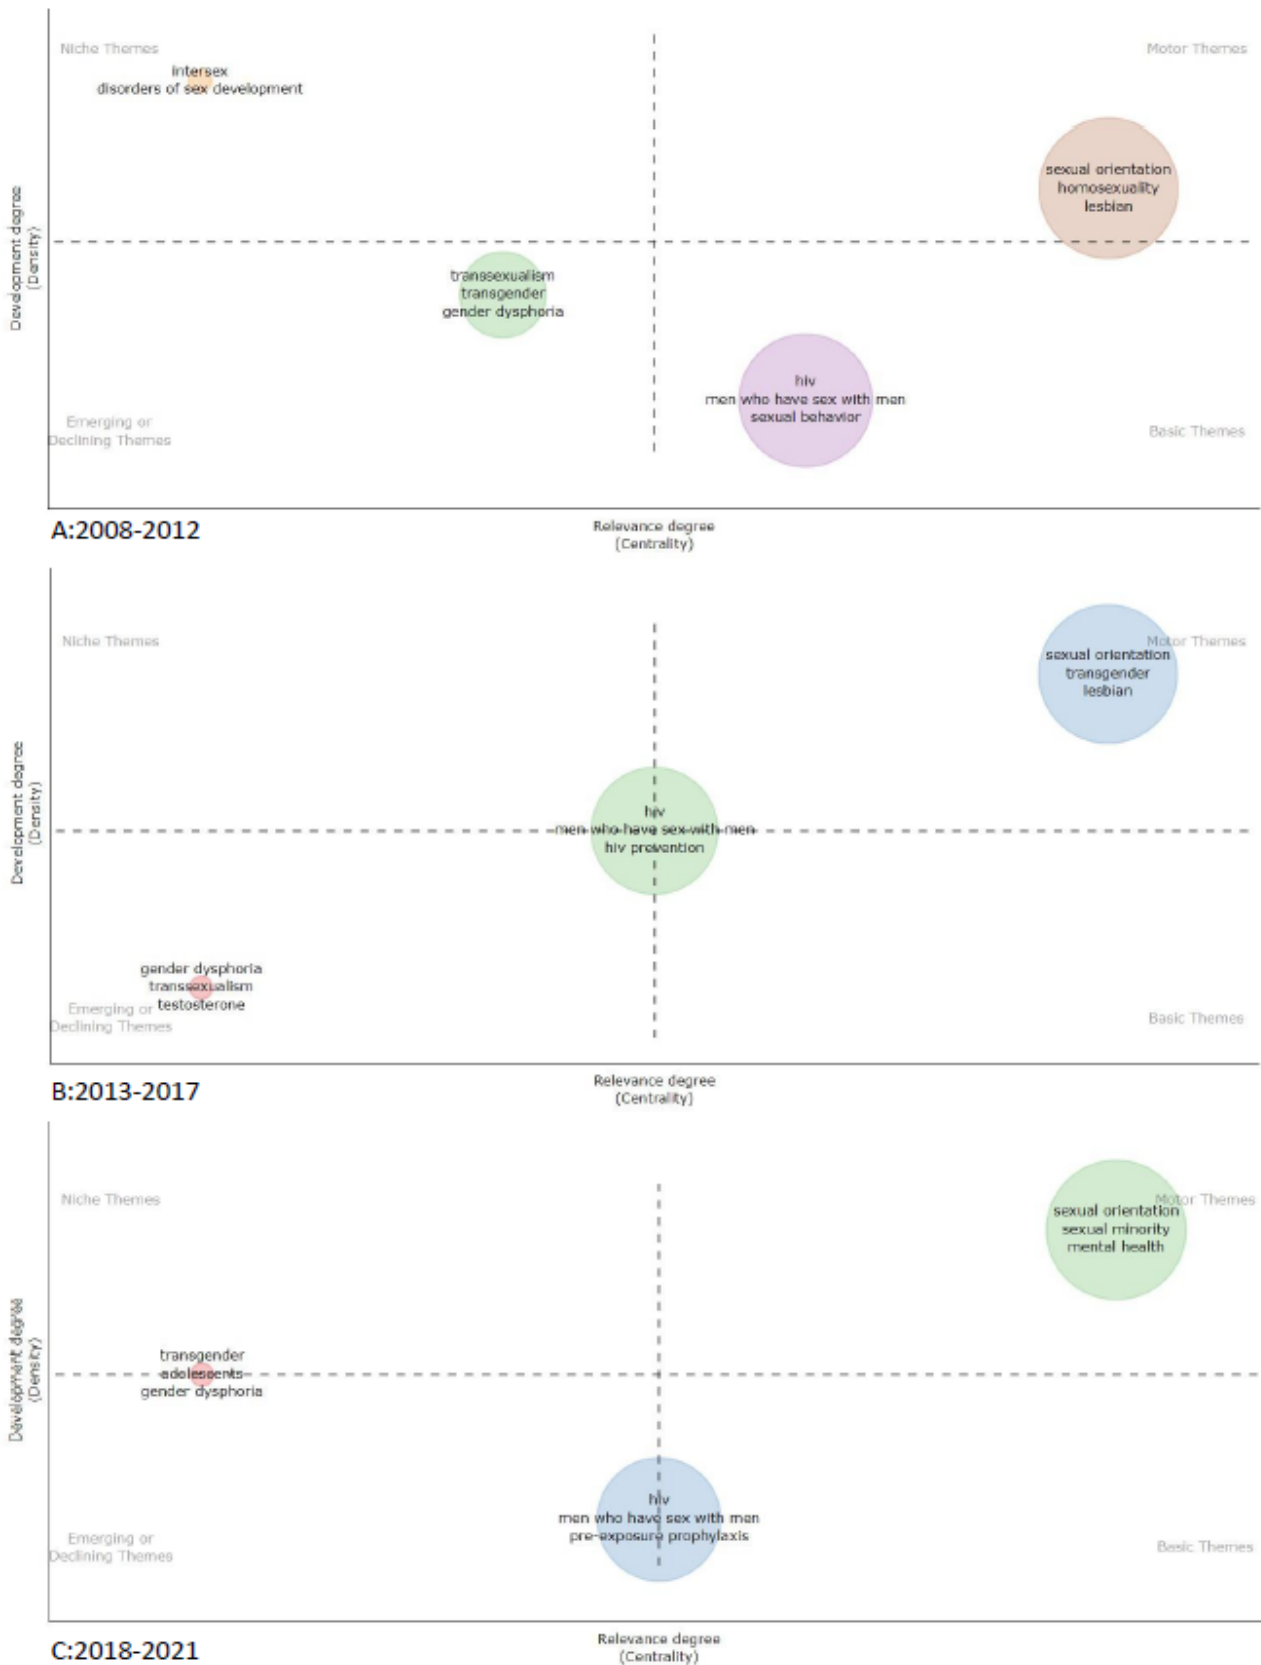 Niche Themes
Motor Themes
intersex
disorders of sex development
sexual orientation
homosexuality
lesbian
transsexualism
transgender
gender dysphoria
hiv
men who have sex with men
sexual behavior
Emerging or
Declining Themes
Basic Themes
Development degree
(Density)
A:2008-2012
Relevance degree
(Centrality)
Niche Themes
Motor Themes
sexual orientation
transgender
lesbian
hiv
men who have sex with men
hiv prevention
gender dysphoria
transsexualism
testosterone
Emerging or
Declining Themes
Basic Themes
Development degree
(Density)
B:2013-2017
Relevance degree
(Centrality)
Niche Themes
Motor Themes
sexual orientation
sexual minority
mental health
transgender
adolescents
gender dysphoria
hiv
men who have sex with men
pre-exposure prophylaxis
Emerging or
Declining Themes
Basic Themes
Development degree
(Density)
C:2018-2021
Relevance degree
(Centrality)